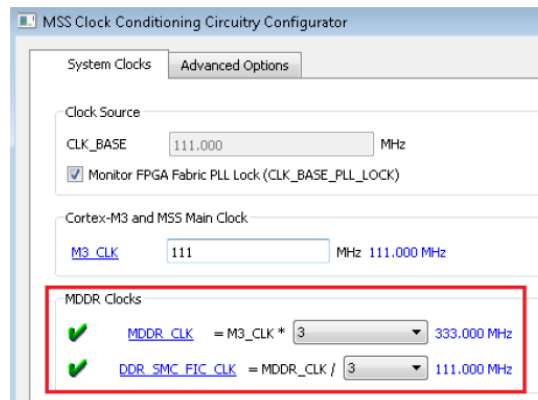 MSS Clock Conditioning Circuitry Configurator
System Clocks Advanced Options
Clock Source
CLK_BASE 111.000 MHz
Monitor FPGA Fabric PLL Lock (CLK_BASE_PLL_LOCK)
Cortex-M3 and MSS Main Clock
M3_CLK 111 MHz 111.000 MHz
MDDR Clocks
MDDR_CLK = M3_CLK * 3 333.000 MHz
DDR_SMC_FIC_CLK = MDDR_CLK / 3 111.000 MHz